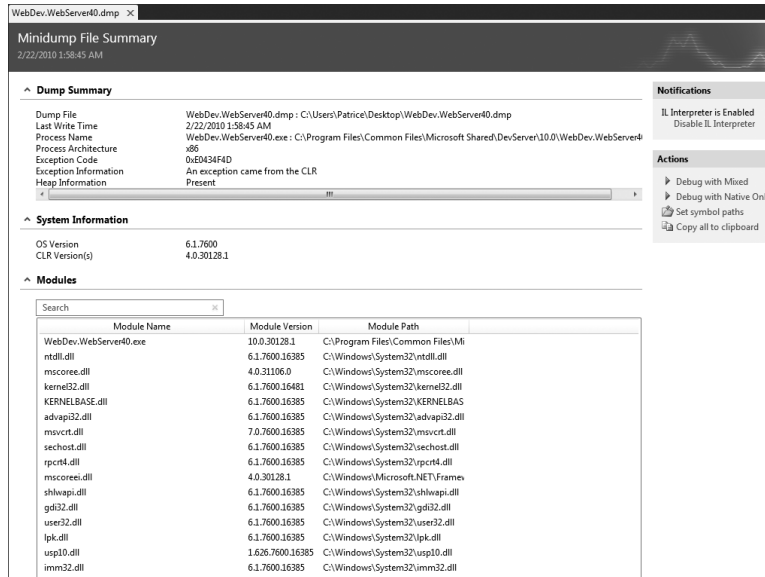 WebDev.WebServer40.dmp
Minidump File Summary
2/22/2010 1:58:45 AM
Dump Summary
Dump File WebDev.WebServer40.dmp : C:\Users\Patrice\Desktop\WebDev.WebServer40.dmp
Last Write Time 2/22/2010 1:58:45 AM
Process Name WebDev.WebServer40.exe : C:\Program Files\Common Files\Microsoft Shared\DevServer\10.0\WebDev.WebServer4
Process Architecture x86
Exception Code 0xE0434F4D
Exception Information An exception came from the CLR
Heap Information Present
System Information
OS Version 6.1.7600
CLR Version(s) 4.0.30128.1
Modules
Search
Module Name Module Version Module Path
WebDev.WebServer40.exe 10.0.30128.1 C:\Program Files\Common Files\Mi
ntdll.dll 6.1.7600.16385 C:\Windows\System32\ntdll.dll
mscoree.dll 4.0.31106.0 C:\Windows\System32\mscoree.dll
kernel32.dll 6.1.7600.16481 C:\Windows\System32\kernel32.dll
KERNELBASE.dll 6.1.7600.16385 C:\Windows\System32\KERNELBAS
advapi32.dll 6.1.7600.16385 C:\Windows\System32\advapi32.dll
msvcrt.dll 7.0.7600.16385 C:\Windows\System32\msvcrt.dll
sechost.dll 6.1.7600.16385 C:\Windows\System32\sechost.dll
rpcrt4.dll 6.1.7600.16385 C:\Windows\System32\rpcrt4.dll
mscoreei.dll 4.0.30128.1 C:\Windows\Microsoft.NET\Framew
shlwapi.dll 6.1.7600.16385 C:\Windows\System32\shlwapi.dll
gdi32.dll 6.1.7600.16385 C:\Windows\System32\gdi32.dll
user32.dll 6.1.7600.16385 C:\Windows\System32\user32.dll
lpk.dll 6.1.7600.16385 C:\Windows\System32\lpk.dll
usp10.dll 1.626.7600.16385 C:\Windows\System32\usp10.dll
imm32.dll 6.1.7600.16385 C:\Windows\System32\imm32.dll
Notifications
IL Interpreter is Enabled
Disable IL Interpreter
Actions
Debug with Mixed
Debug with Native Onl
Set symbol paths
Copy all to clipboard